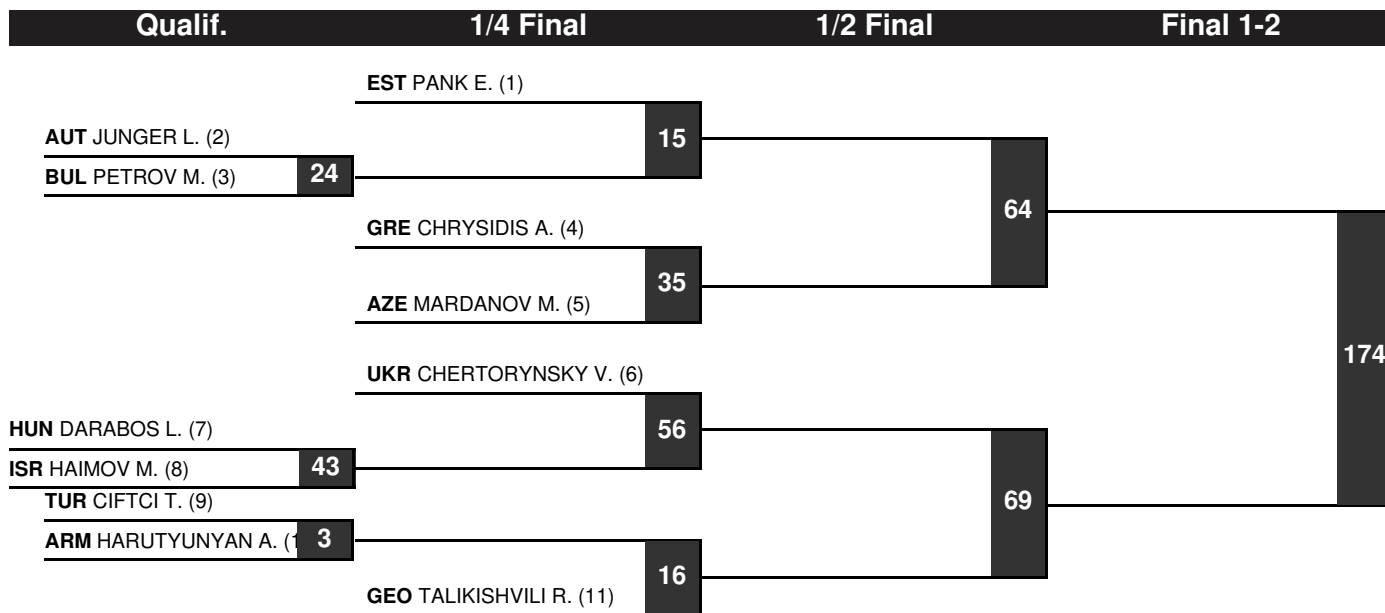 Qualif. 1/4 Final 1/2 Final Final 1-2
EST PANK E. (1)
AUT JUNGER L. (2)
15
BUL PETROV M. (3) 24
64
GRE CHRYSIDIS A. (4)
35
AZE MARDANOV M. (5)
174
UKR CHERTORYNSKY V. (6)
HUN DARABOS L. (7)
56
ISR HAIMOV M. (8) 43
TUR CIFTCI T. (9)
69
ARM HARUTYUNYAN A. (1 3
16
GEO TALIKISHVILI R. (11)